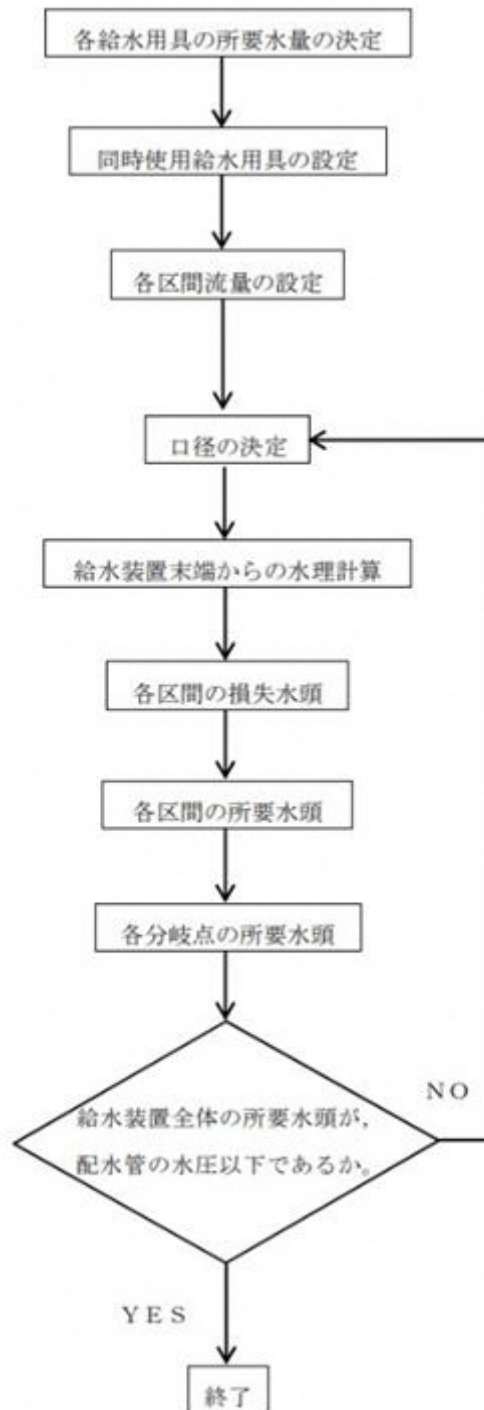 各給水用具の所要水量の決定
同時使用給水用具の設定
各区間流量の設定
口径の決定
給水装置末端からの水理計算
各区間の損失水頭
各区間の所要水頭
各分岐点の所要水頭
給水装置全体の所要水頭が,
配水管の水圧以下であるか。
NO
YES
終了